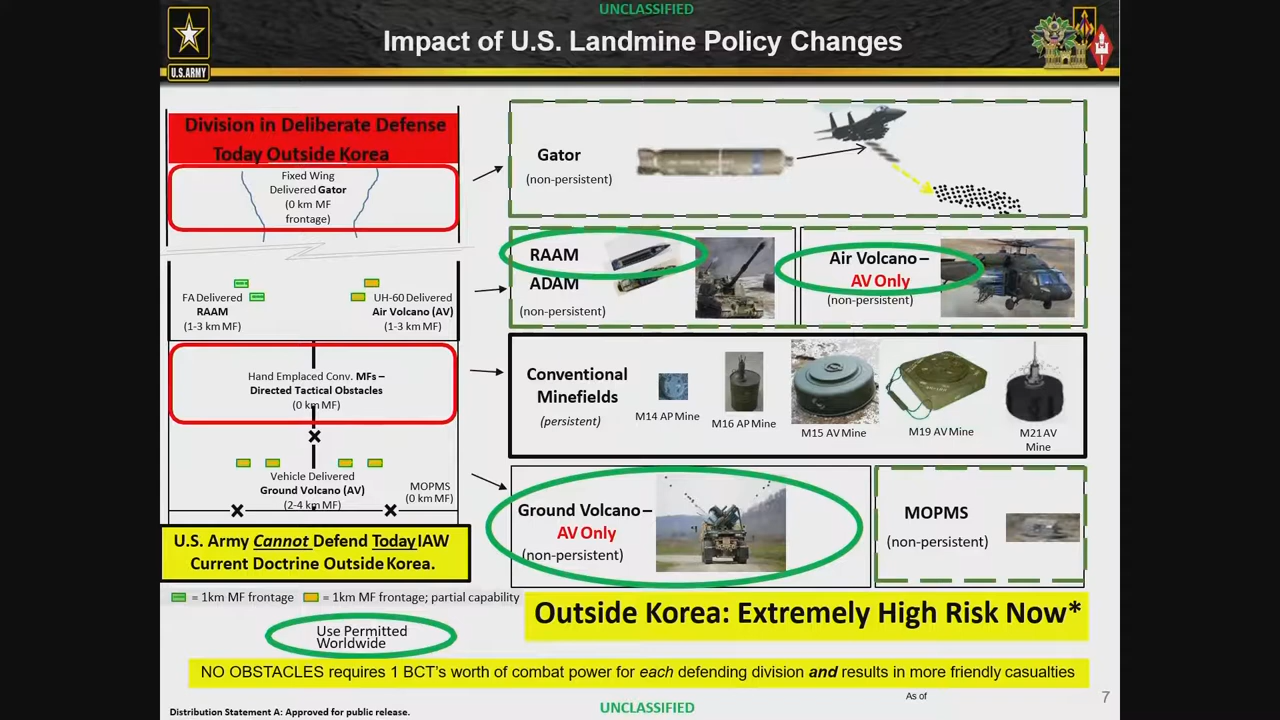 UNCLASSIFIED
Impact of U.S. Landmine Policy Changes
U.S.ARMY
Division in Deliberate Defense
Today Outside Korea
Fixed Wing
Delivered Gator
(0 km MF
frontage)
FA Delivered
RAAM
(1-3 km MF)
UH-60 Delivered
Air Volcano (AV)
(1-3 km MF)
Hand Emplaced Conv. MFs –
Directed Tactical Obstacles
(0 km MF)
Vehicle Delivered
Ground Volcano (AV)
(2-4 km MF)
MOPMS
(0 km MF)
U.S. Army Cannot Defend Today IAW
Current Doctrine Outside Korea.
= 1km MF frontage
= 1km MF frontage; partial capability
Use Permitted
Worldwide
Gator
(non-persistent)
RAAM
ADAM
(non-persistent)
Air Volcano –
AV Only
(non-persistent)
Conventional
Minefields
(persistent)
M14 AP Mine
M16 AP Mine
M15 AV Mine
M19 AV Mine
M21 AV
Mine
Ground Volcano –
AV Only
(non-persistent)
MOPMS
(non-persistent)
Outside Korea: Extremely High Risk Now*
NO OBSTACLES requires 1 BCT's worth of combat power for each defending division and results in more friendly casualties
As of
7
Distribution Statement A: Approved for public release.
UNCLASSIFIED